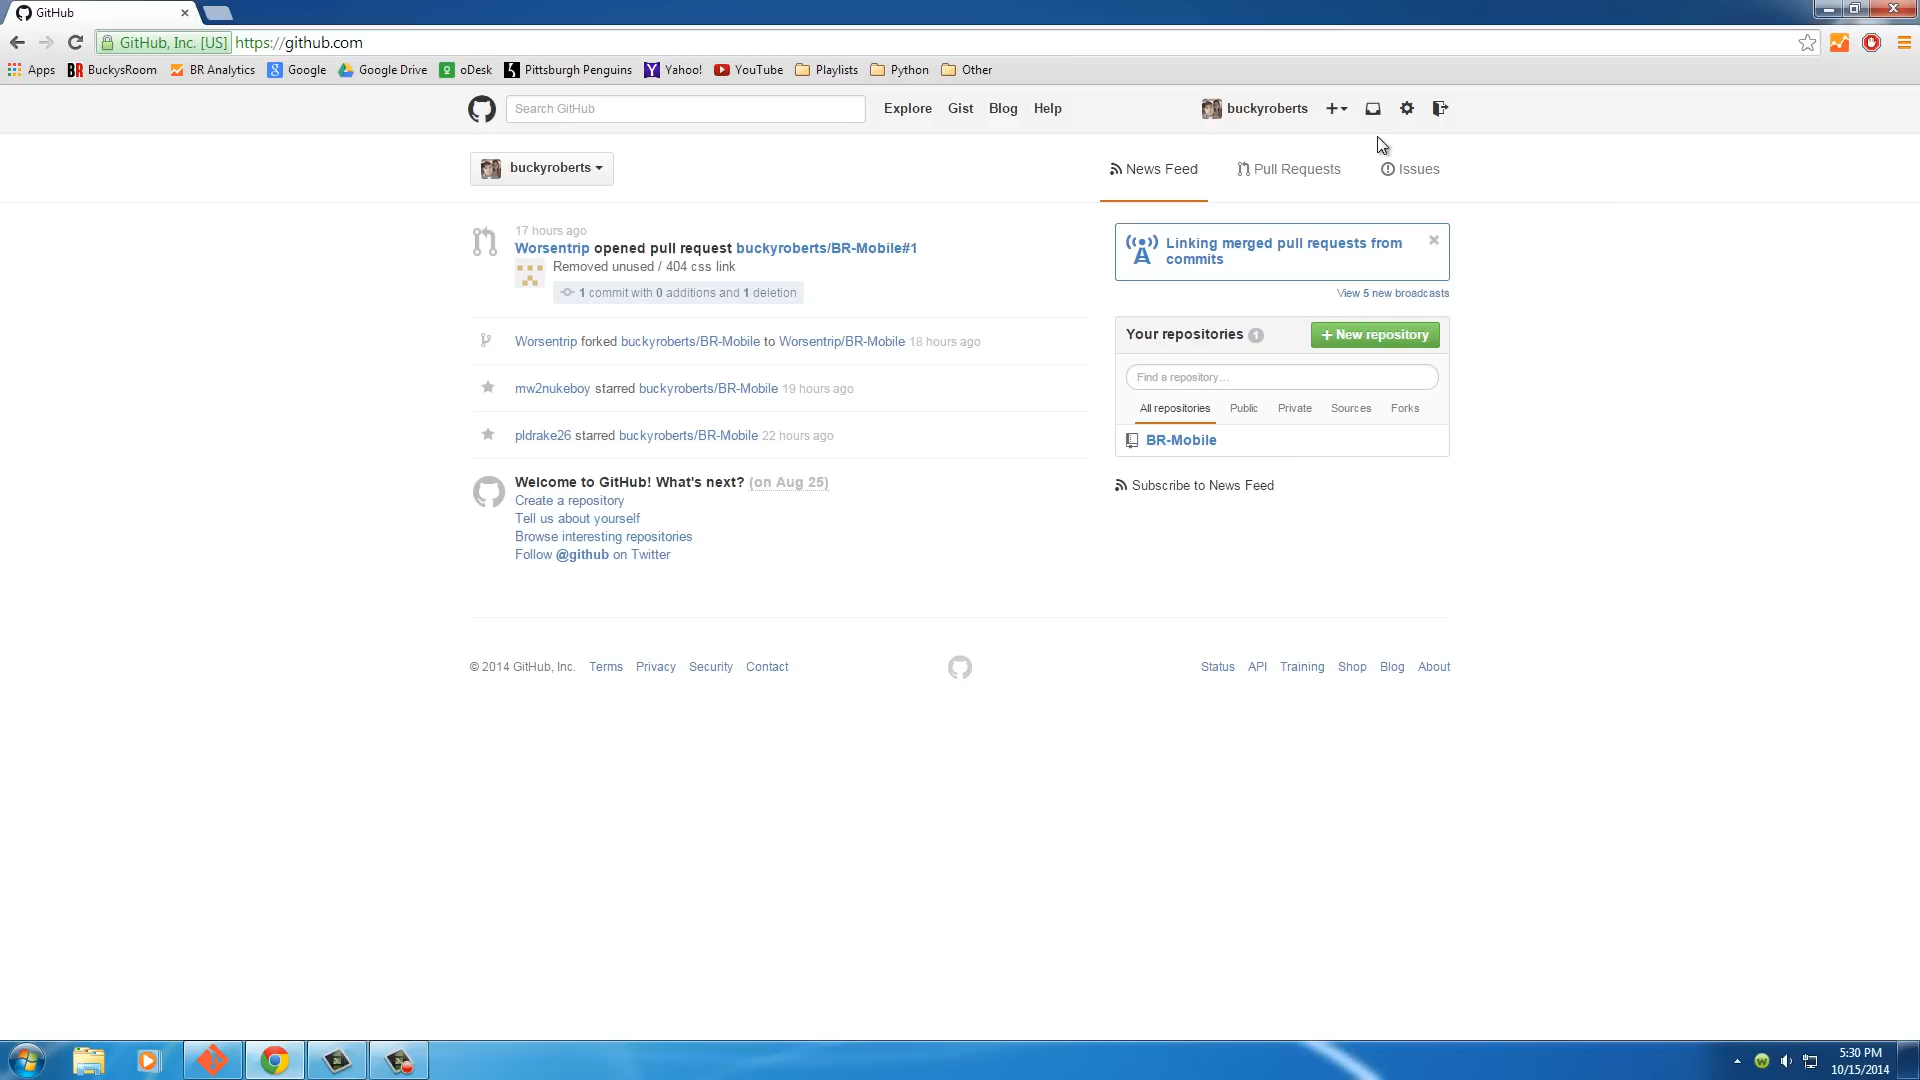 GitHub
GitHub, Inc. [US] https://github.com
Apps BuckysRoom BR Analytics Google Google Drive oDesk Pittsburgh Penguins Yahoo! YouTube Playlists Python Other
Search GitHub Explore Gist Blog Help buckyroberts
buckyroberts News Feed Pull Requests Issues
17 hours ago
Worsentrip opened pull request buckyroberts/BR-Mobile#1
Removed unused / 404 css link
1 commit with 0 additions and 1 deletion
Worsentrip forked buckyroberts/BR-Mobile to Worsentrip/BR-Mobile 18 hours ago
mw2nukeboy starred buckyroberts/BR-Mobile 19 hours ago
pldrake26 starred buckyroberts/BR-Mobile 22 hours ago
Welcome to GitHub! What's next? (on Aug 25)
Create a repository
Tell us about yourself
Browse interesting repositories
Follow @github on Twitter
Linking merged pull requests from
commits
View 5 new broadcasts
Your repositories 1 + New repository
Find a repository…
All repositories Public Private Sources Forks
BR-Mobile
Subscribe to News Feed
© 2014 GitHub, Inc. Terms Privacy Security Contact Status API Training Shop Blog About
5:30 PM
10/15/2014